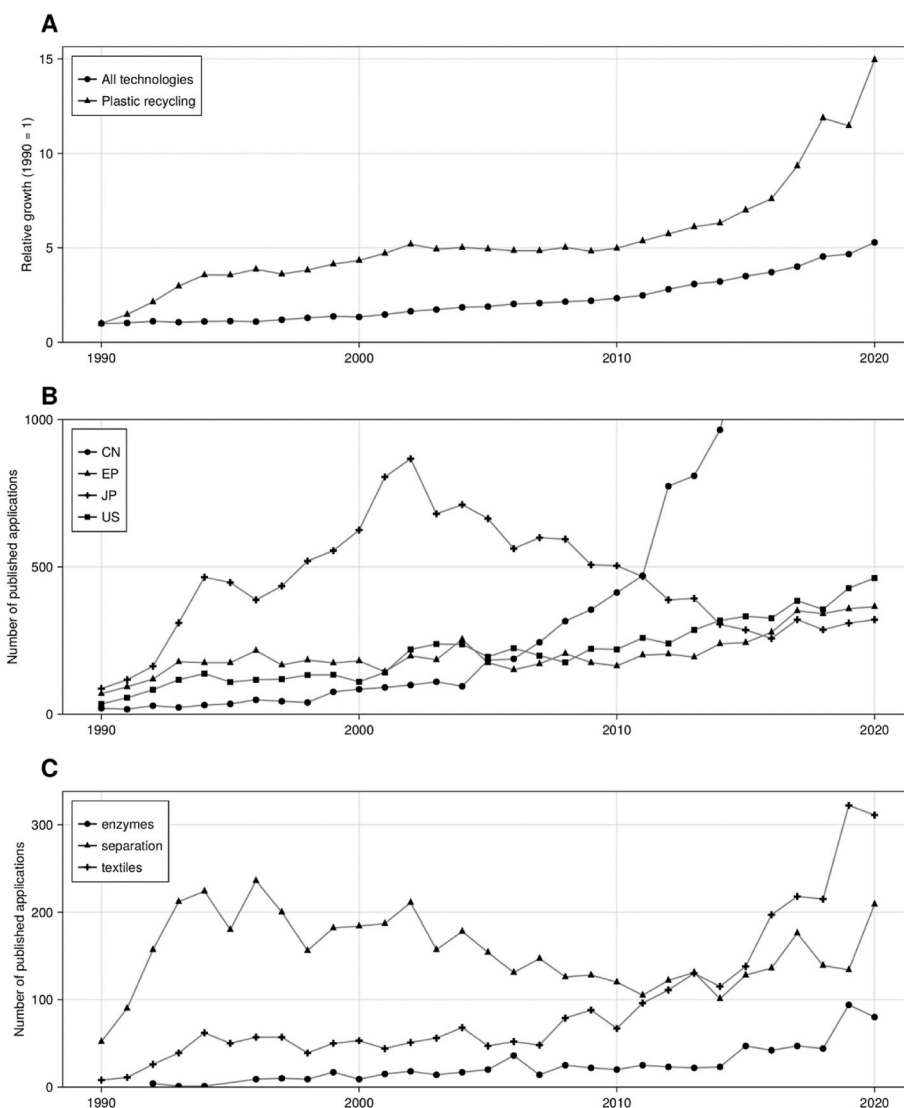 A
15
All technologies
Plastic recycling
10
5
0
Relative growth (1990 = 1)
1990 2000 2010 2020
B
1000
CN
EP
JP
US
500
0
Number of published applications
1990 2000 2010 2020
C
300
enzymes
separation
textiles
200
100
0
Number of published applications
1990 2000 2010 2020